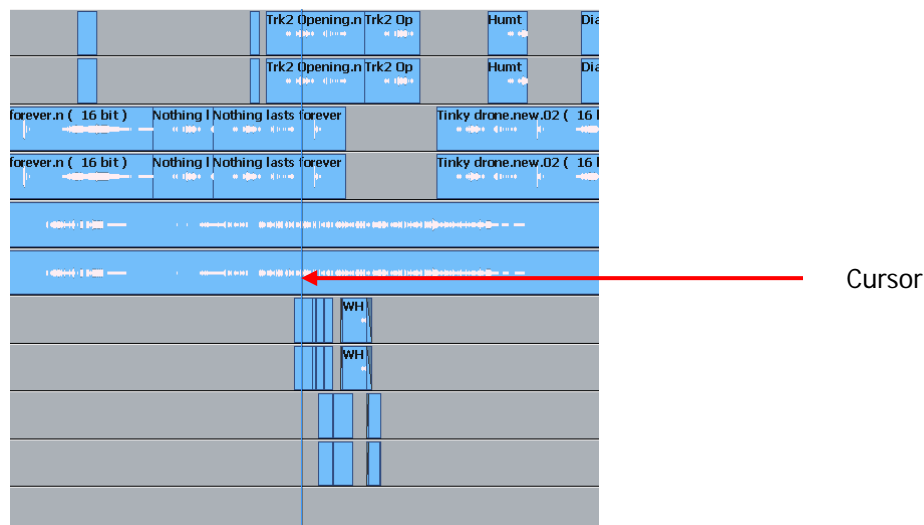 Trk2 Opening.n Trk2 Op Humt Dia
Trk2 Opening.n Trk2 Op Humt Dia
forever.n ( 16 bit ) Nothing l Nothing lasts forever Tinky drone.new.02 ( 16 l
forever.n ( 16 bit ) Nothing l Nothing lasts forever Tinky drone.new.02 ( 16 l
Cursor
WH
WH